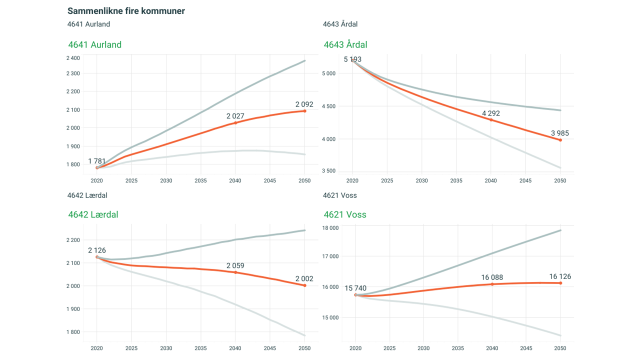 Sammenlikne fire kommuner
4641 Aurland
4641 Aurland
2 400
2 300
2 200
2 100
2 000
1 900
1 800
1 781
2 027
2 092
2020 2025 2030 2035 2040 2045 2050
4643 Årdal
4643 Årdal
5 193
5 000
4 500
4 000
3 500
4 292
3 985
2020 2025 2030 2035 2040 2045 2050
4642 Lærdal
4642 Lærdal
2 200
2 100
2 000
1 900
1 800
2 126
2 059
2 002
2020 2025 2030 2035 2040 2045 2050
4621 Voss
4621 Voss
18 000
17 000
16 000
15 000
15 740
16 088
16 126
2020 2025 2030 2035 2040 2045 2050